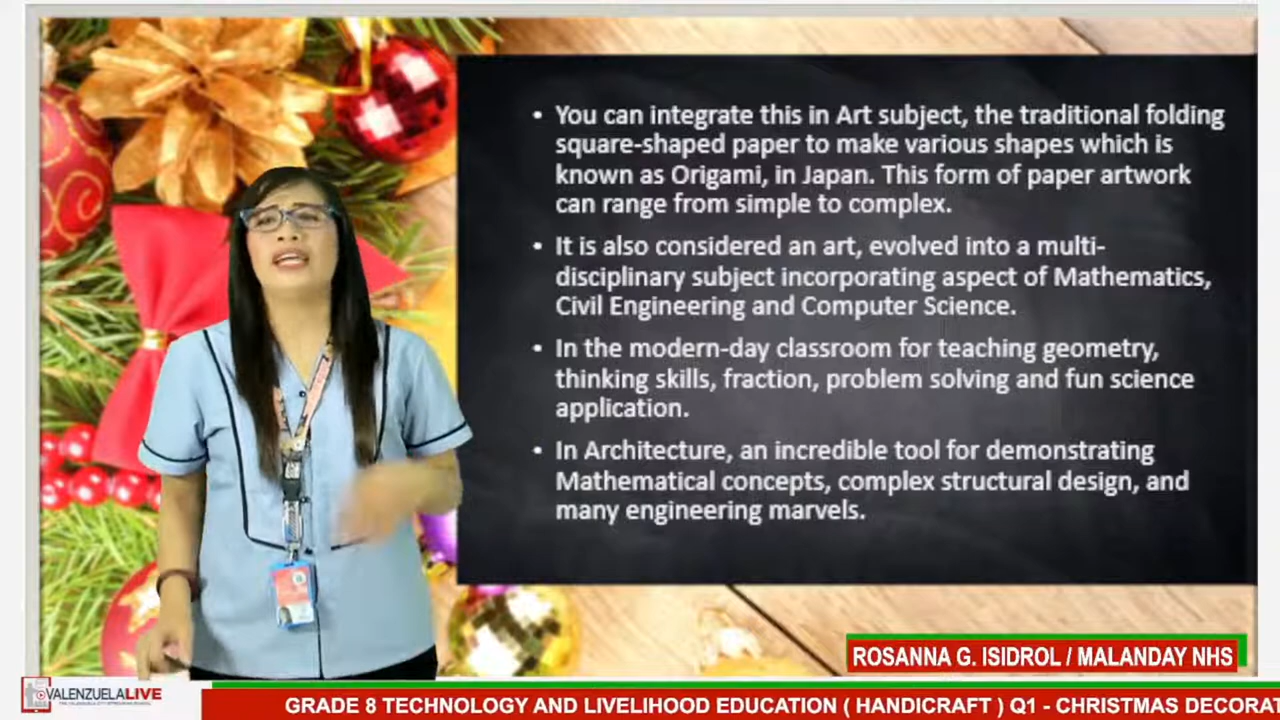 • You can integrate this in Art subject, the traditional folding
square-shaped paper to make various shapes which is
known as Origami, in Japan. This form of paper artwork
can range from simple to complex.
• It is also considered an art, evolved into a multi-
disciplinary subject incorporating aspect of Mathematics,
Civil Engineering and Computer Science.
• In the modern-day classroom for teaching geometry,
thinking skills, fraction, problem solving and fun science
application.
• In Architecture, an incredible tool for demonstrating
Mathematical concepts, complex structural design, and
many engineering marvels.
ROSANNA G. ISIDROL / MALANDAY NHS
VALENZUELALIVE
GRADE 8 TECHNOLOGY AND LIVELIHOOD EDUCATION ( HANDICRAFT ) Q1 - CHRISTMAS DECORAT